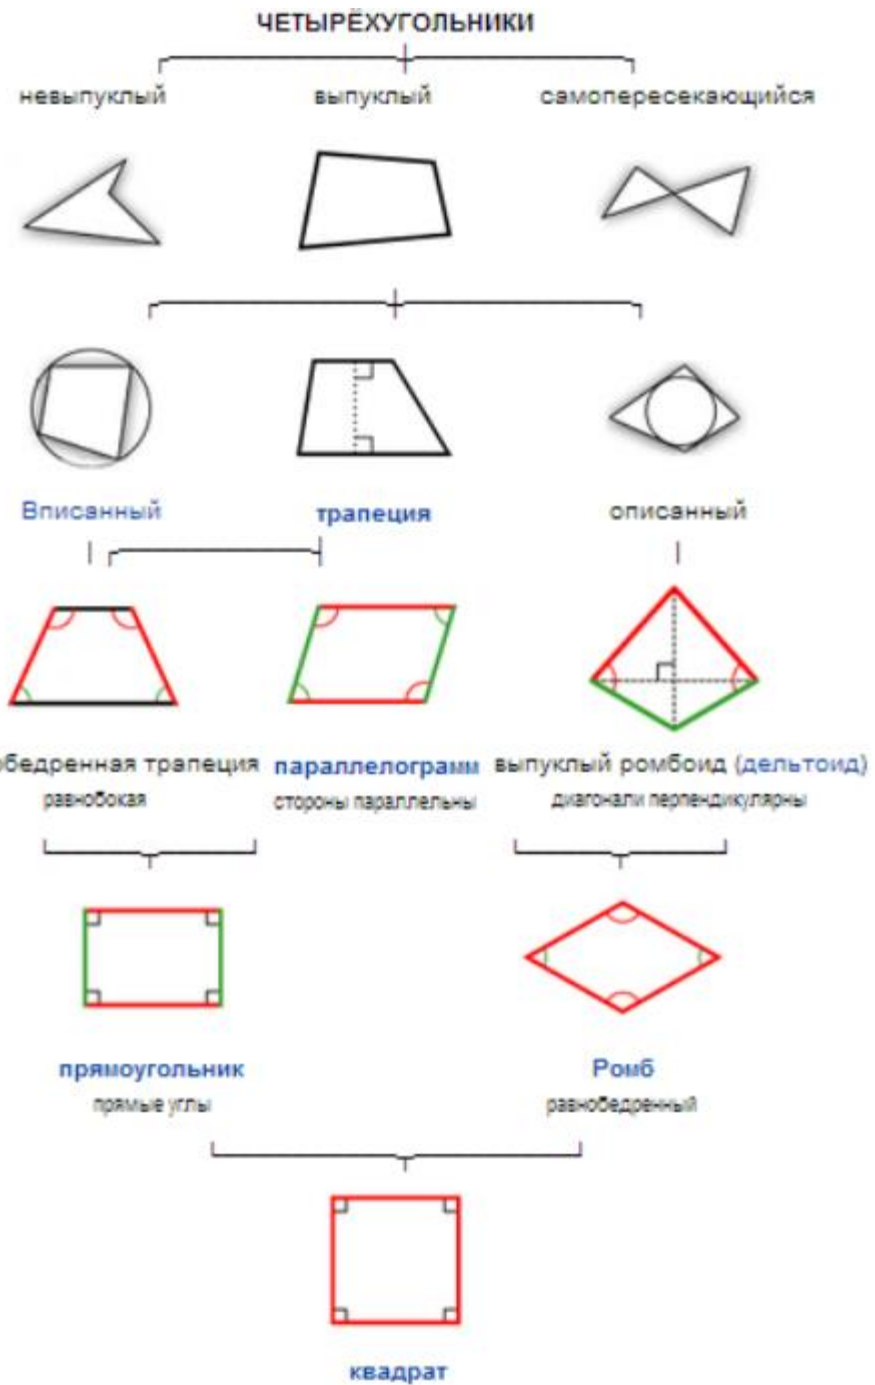 ЧЕТЫРЁХУГОЛЬНИКИ
невыпуклый выпуклый самопересекающийся
Вписанный трапеция описанный
обедренная трапеция параллелограмм выпуклый ромбоид (дельтоид)
равнобокая стороны параллельны диагонали перпендикулярны
прямоугольник Ромб
прямые углы равнобедренный
квадрат